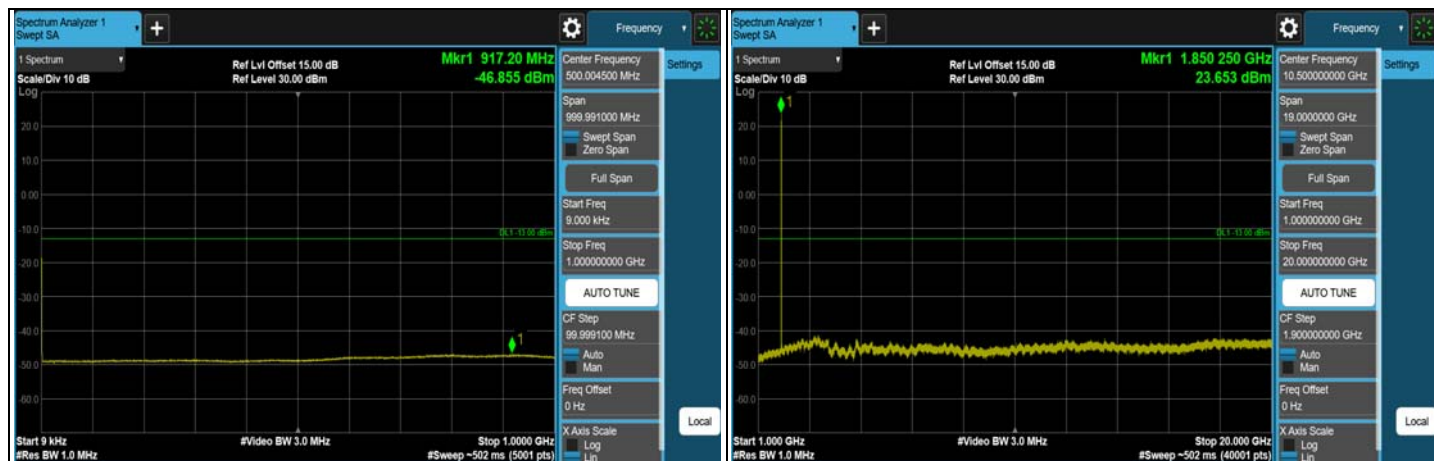 Spectrum Analyzer 1
Swept SA
+
Frequency
1 Spectrum
Scale/Div 10 dB
Ref Lvl Offset 15.00 dB
Ref Level 30.00 dBm
Mkr1 917.20 MHz
-46.855 dBm
Log
20.0
10.0
0.00
-10.0
-20.0
-30.0
-40.0
-50.0
-60.0
DL1 -13.00 dBm
1
Start 9 kHz
#Res BW 1.0 MHz
#Video BW 3.0 MHz
Stop 1.0000 GHz
#Sweep ~502 ms (5001 pts)
Center Frequency
500.004500 MHz
Settings
Span
999.991000 MHz
Swept Span
Zero Span
Full Span
Start Freq
9.000 kHz
Stop Freq
1.000000000 GHz
AUTO TUNE
CF Step
99.999100 MHz
Auto
Man
Freq Offset
0 Hz
X Axis Scale
Log
Lin
Local
Spectrum Analyzer 1
Swept SA
+
Frequency
1 Spectrum
Scale/Div 10 dB
Ref Lvl Offset 15.00 dB
Ref Level 30.00 dBm
Mkr1 1.850 250 GHz
23.653 dBm
Log
1
20.0
10.0
0.00
-10.0
-20.0
-30.0
-40.0
-50.0
-60.0
DL1 -13.00 dBm
Start 1.000 GHz
#Res BW 1.0 MHz
#Video BW 3.0 MHz
Stop 20.000 GHz
#Sweep ~502 ms (40001 pts)
Center Frequency
10.500000000 GHz
Settings
Span
19.0000000 GHz
Swept Span
Zero Span
Full Span
Start Freq
1.000000000 GHz
Stop Freq
20.000000000 GHz
AUTO TUNE
CF Step
1.900000000 GHz
Auto
Man
Freq Offset
0 Hz
X Axis Scale
Log
Lin
Local